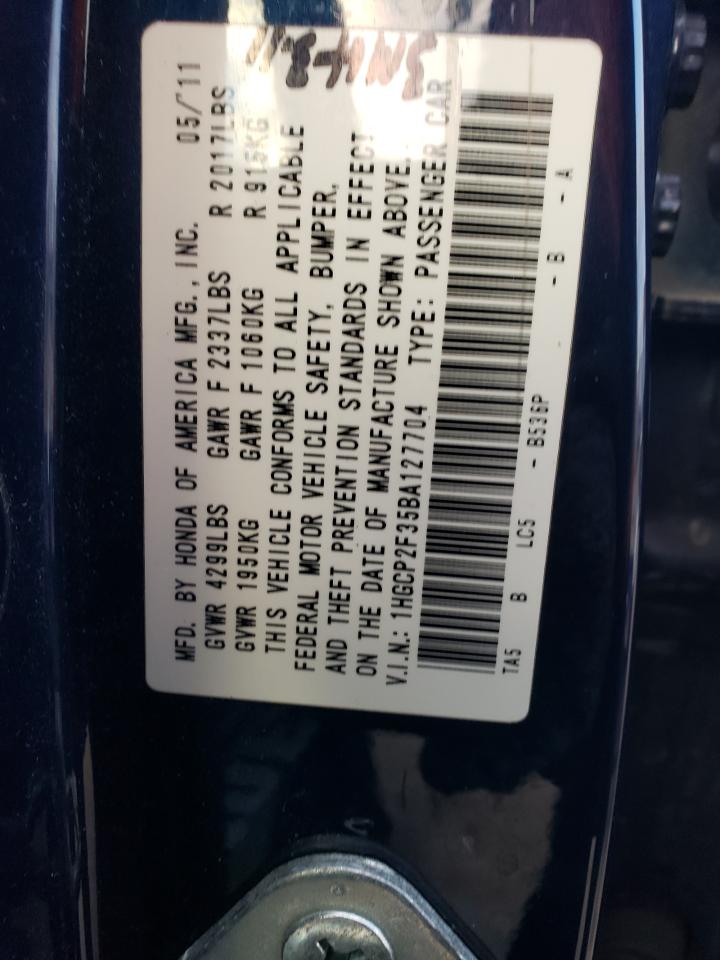 MFD. BY HONDA OF AMERICA MFG., INC. 05/11
GVWR 4299LBS GAWR F 2337LBS R 2017LBS
GVWR 1950KG GAWR F 1060KG R 915KG
THIS VEHICLE CONFORMS TO ALL APPLICABLE
FEDERAL MOTOR VEHICLE SAFETY, BUMPER,
AND THEFT PREVENTION STANDARDS IN EFFECT
ON THE DATE OF MANUFACTURE SHOWN ABOVE.
V.I.N.: 1HGCP2F35BA127704 TYPE: PASSENGER CAR
TA5 B LC5 - B536P - B - A